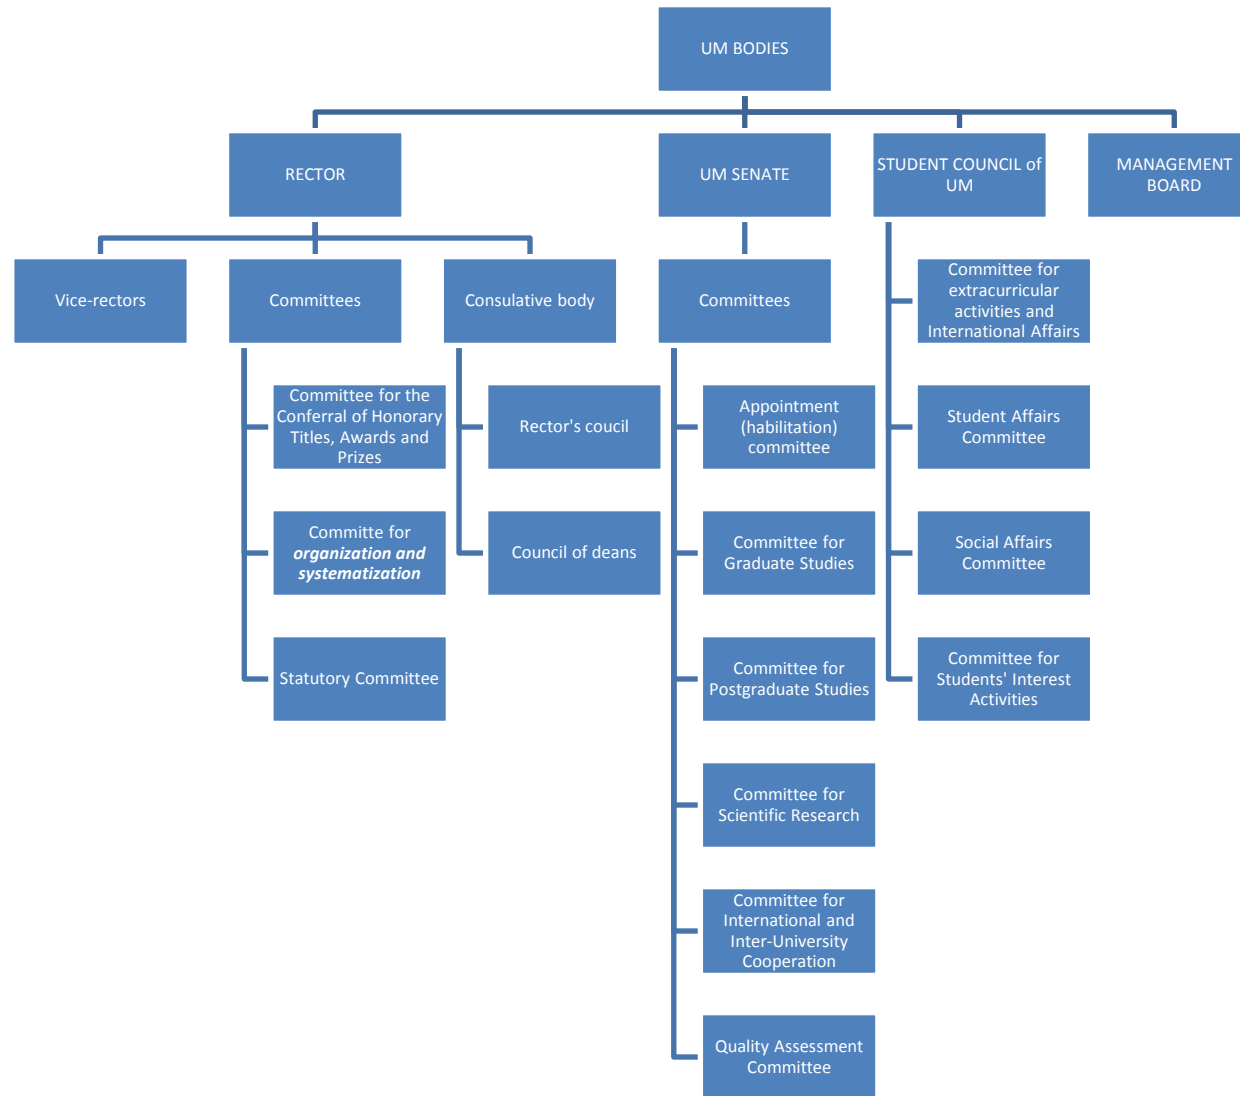 UM BODIES
RECTOR
UM SENATE
STUDENT COUNCIL of
UM
MANAGEMENT
BOARD
Vice-rectors
Committees
Consulative body
Committees
Committee for
extracurricular
activities and
International Affairs
Committee for the
Conferral of Honorary
Titles, Awards and
Prizes
Rector's coucil
Appointment
(habilitation)
committee
Student Affairs
Committee
Committe for
organization and
systematization
Council of deans
Committee for
Graduate Studies
Social Affairs
Committee
Statutory Committee
Committee for
Postgraduate Studies
Committee for
Students' Interest
Activities
Committee for
Scientific Research
Committee for
International and
Inter-University
Cooperation
Quality Assessment
Committee